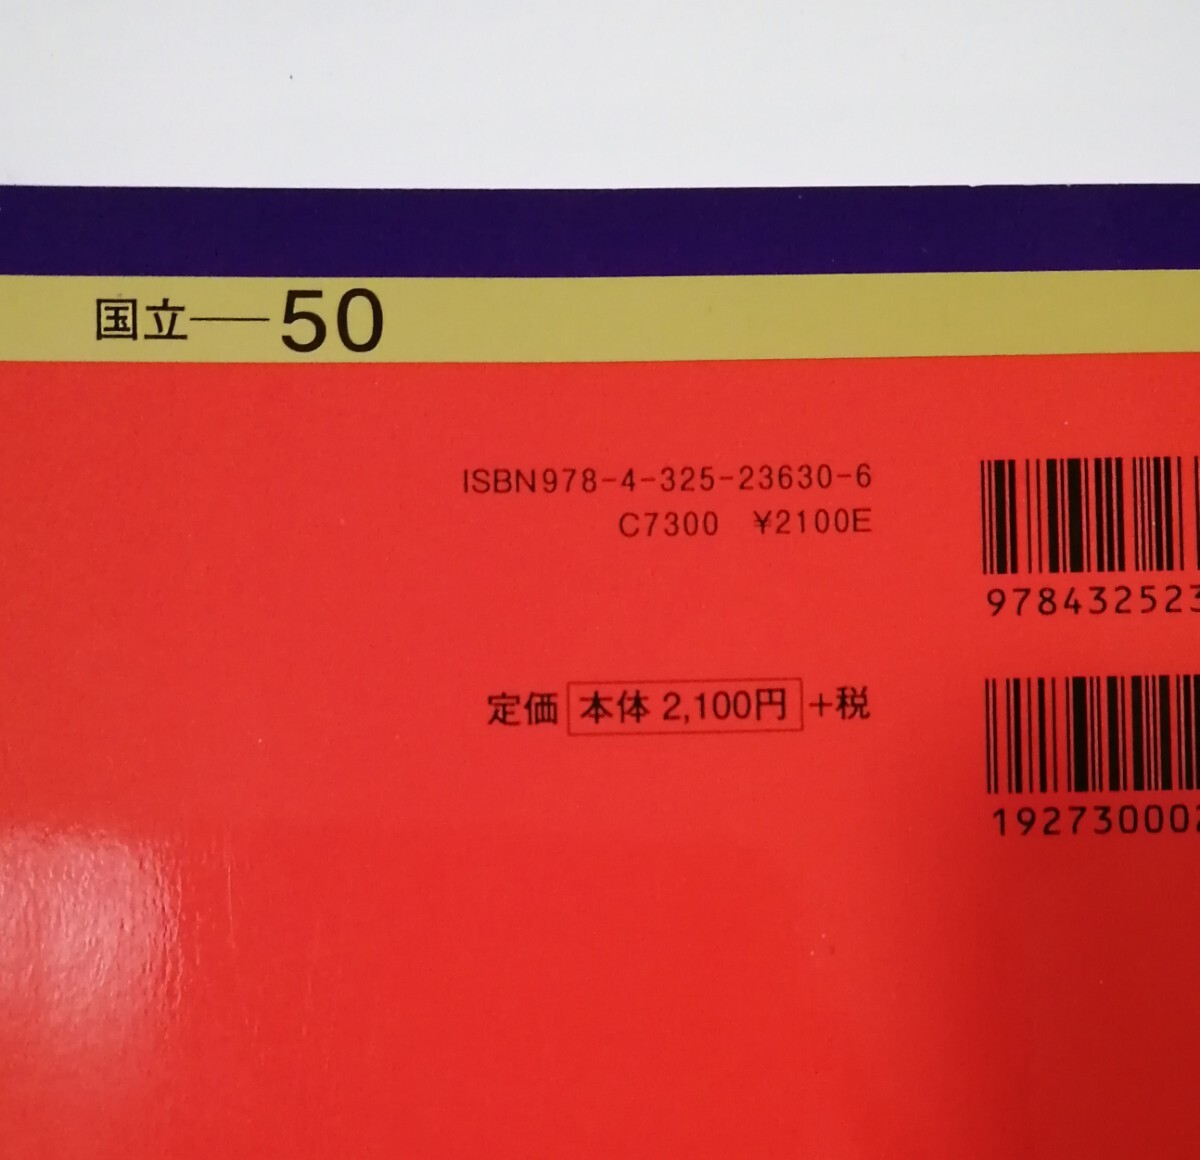 国立—50
ISBN978-4-325-23630-6
C7300 ¥2100E
978432523
定価 本体 2,100円 +税
192730002